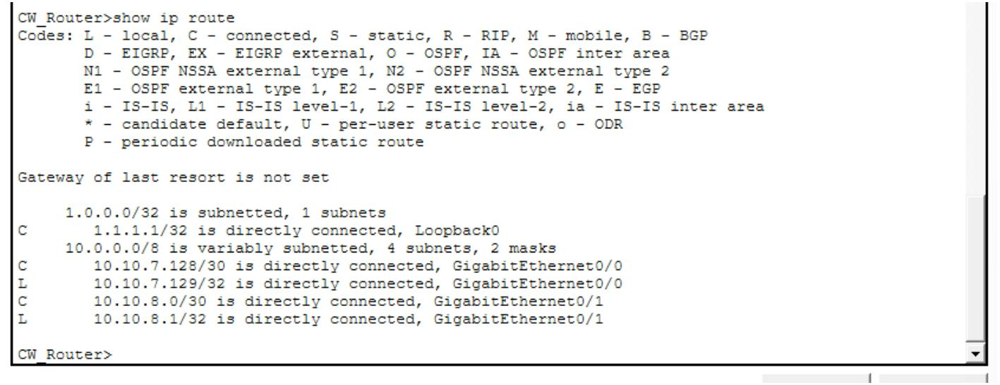 CW_Router>show ip route
Codes: L - local, C - connected, S - static, R - RIP, M - mobile, B - BGP
       D - EIGRP, EX - EIGRP external, O - OSPF, IA - OSPF inter area
       N1 - OSPF NSSA external type 1, N2 - OSPF NSSA external type 2
       E1 - OSPF external type 1, E2 - OSPF external type 2, E - EGP
       i - IS-IS, L1 - IS-IS level-1, L2 - IS-IS level-2, ia - IS-IS inter area
       * - candidate default, U - per-user static route, o - ODR
       P - periodic downloaded static route

Gateway of last resort is not set

     1.0.0.0/32 is subnetted, 1 subnets
C       1.1.1.1/32 is directly connected, Loopback0
     10.0.0.0/8 is variably subnetted, 4 subnets, 2 masks
C       10.10.7.128/30 is directly connected, GigabitEthernet0/0
L       10.10.7.129/32 is directly connected, GigabitEthernet0/0
C       10.10.8.0/30 is directly connected, GigabitEthernet0/1
L       10.10.8.1/32 is directly connected, GigabitEthernet0/1

CW_Router>